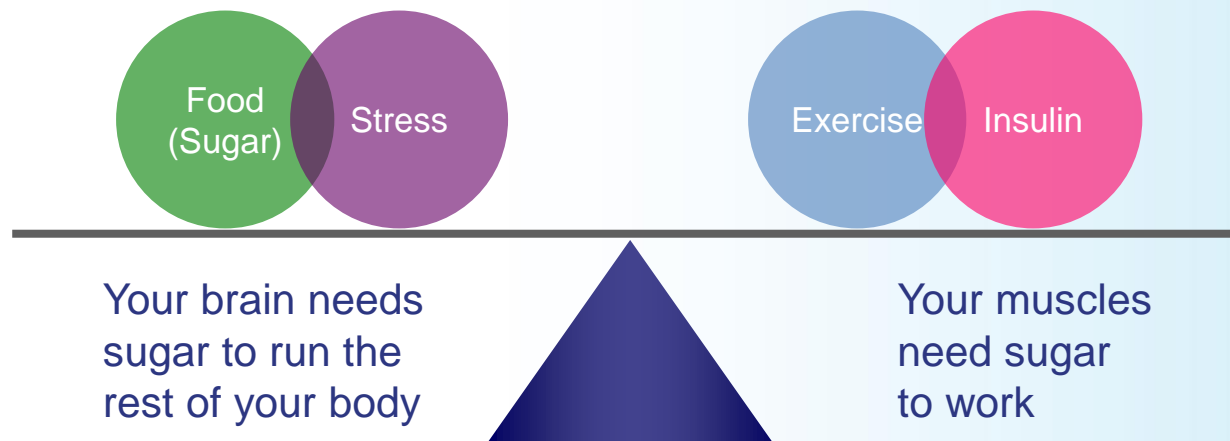 Food
(Sugar)
Stress
Exercise
Insulin
Your brain needs
sugar to run the
rest of your body
Your muscles
need sugar
to work